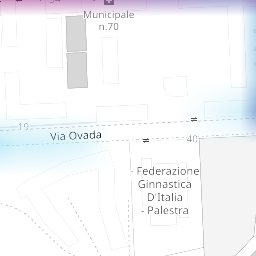 Municipale
n.70
19
Via Ovada
40
- Federazione
Ginnastica
D'Italia
- Palestra